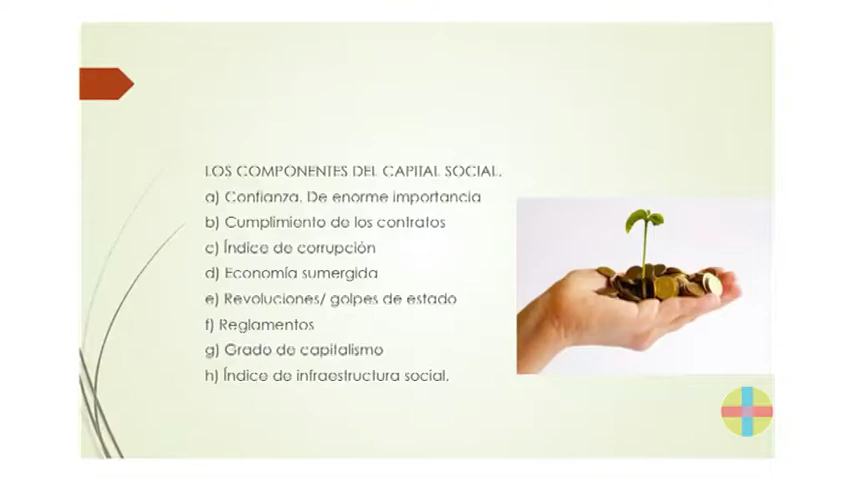 LOS COMPONENTES DEL CAPITAL SOCIAL.
a) Confianza. De enorme importancia
b) Cumplimiento de los contratos
c) Índice de corrupción
d) Economía sumergida
e) Revoluciones/ golpes de estado
f) Reglamentos
g) Grado de capitalismo
h) Índice de infraestructura social.